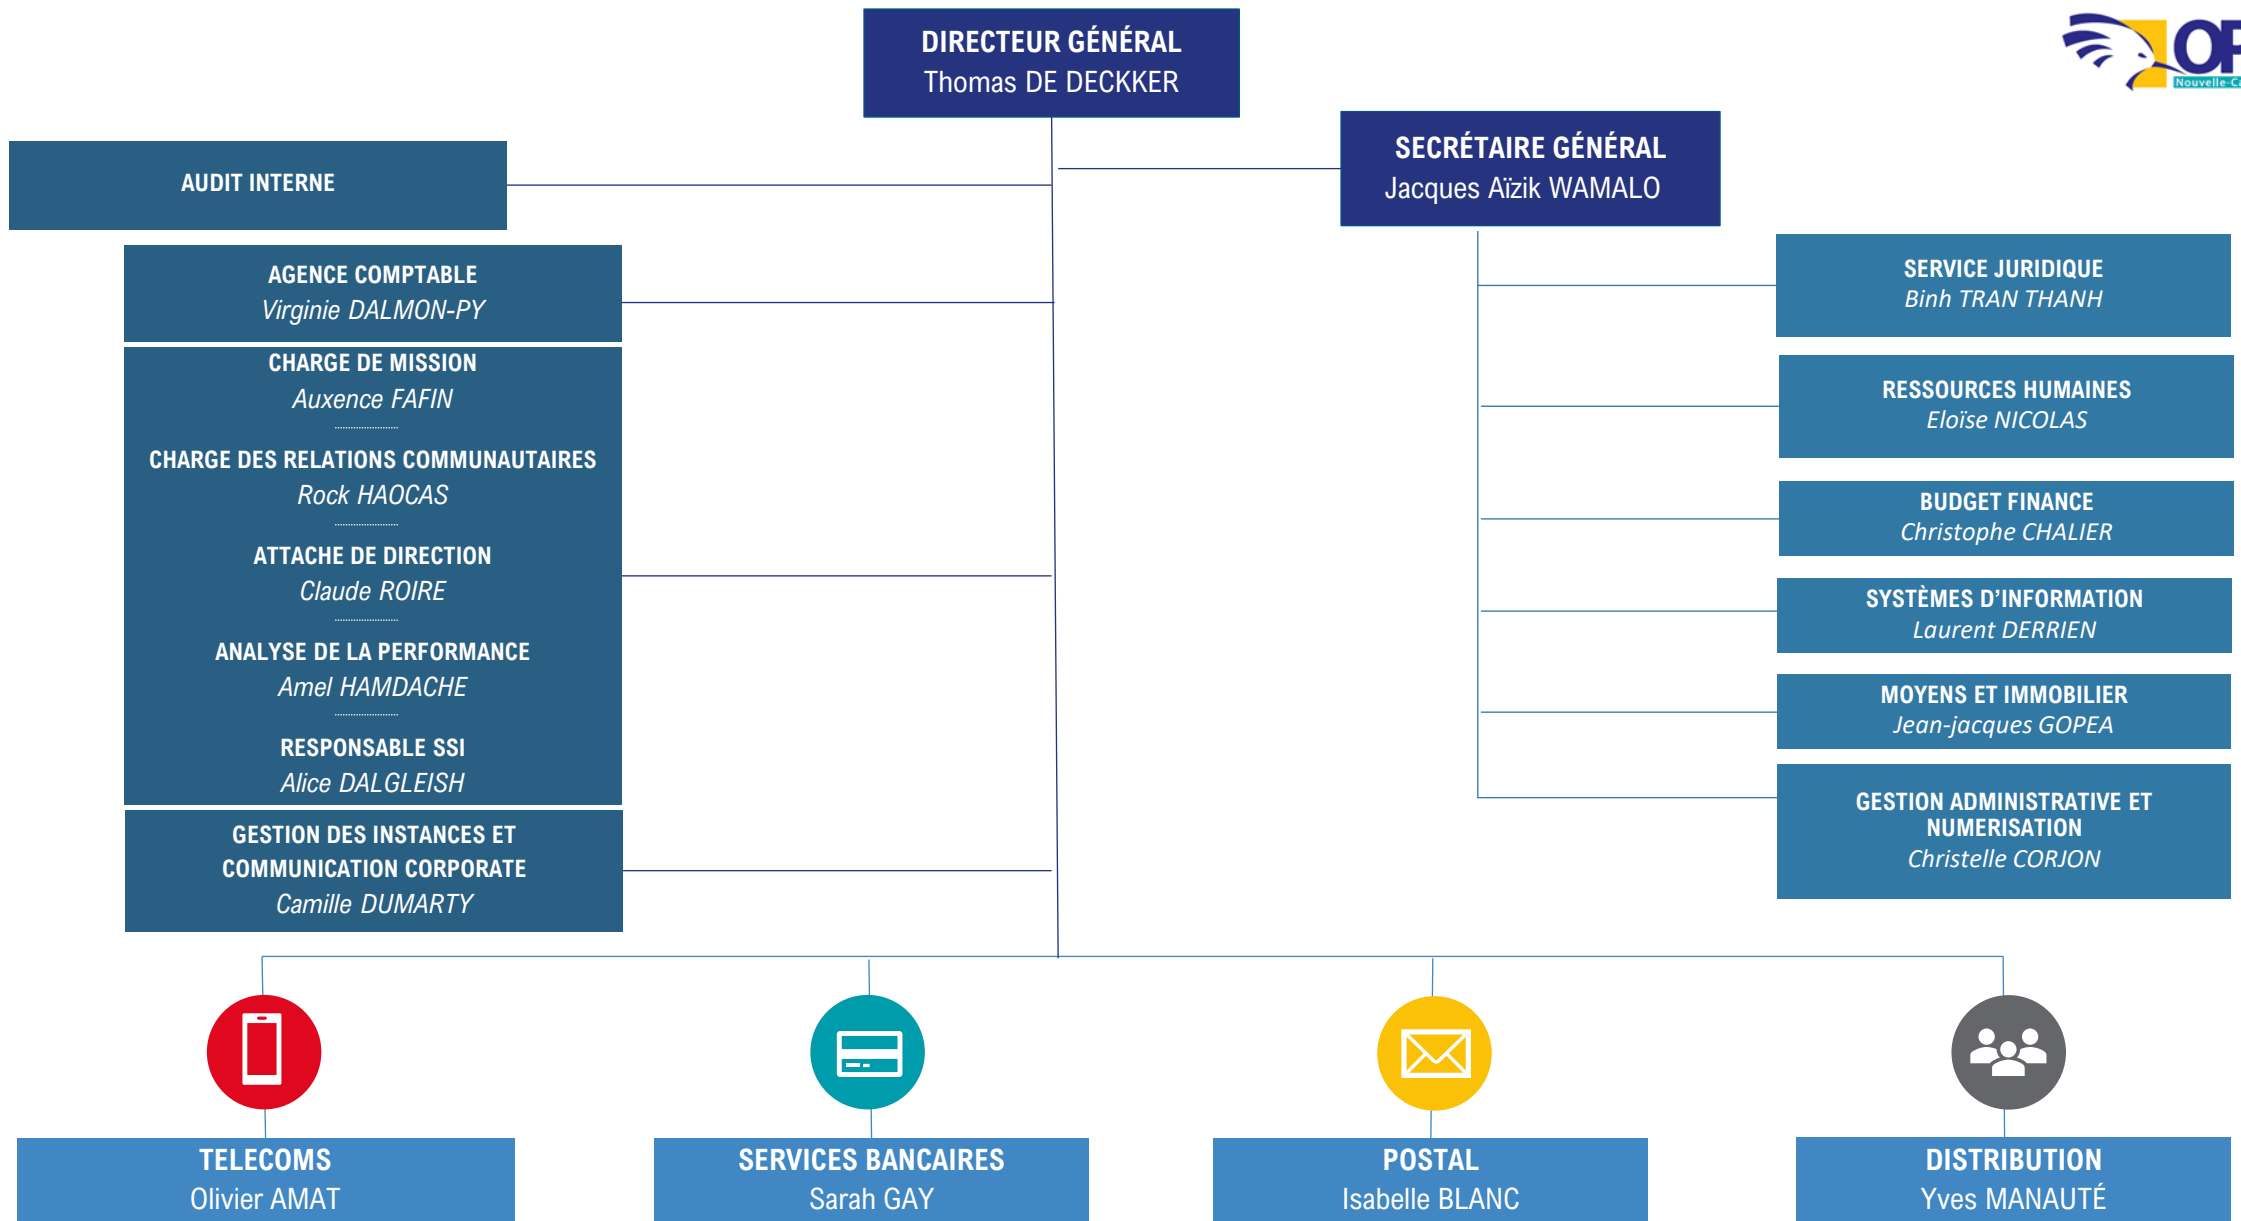 DIRECTEUR GÉNÉRAL
Thomas DE DECKKER
SECRÉTAIRE GÉNÉRAL
Jacques Aïzik WAMALO
AUDIT INTERNE
AGENCE COMPTABLE
Virginie DALMON-PY
CHARGE DE MISSION
Auxence FAFIN
CHARGE DES RELATIONS COMMUNAUTAIRES
Rock HAOCAS
ATTACHE DE DIRECTION
Claude ROIRE
ANALYSE DE LA PERFORMANCE
Amel HAMDACHE
RESPONSABLE SSI
Alice DALGLEISH
GESTION DES INSTANCES ET
COMMUNICATION CORPORATE
Camille DUMARTY
SERVICE JURIDIQUE
Binh TRAN THANH
RESSOURCES HUMAINES
Eloïse NICOLAS
BUDGET FINANCE
Christophe CHALIER
SYSTÈMES D’INFORMATION
Laurent DERRIEN
MOYENS ET IMMOBILIER
Jean-jacques GOPEA
GESTION ADMINISTRATIVE ET
NUMERISATION
Christelle CORJON
TELECOMS
Olivier AMAT
SERVICES BANCAIRES
Sarah GAY
POSTAL
Isabelle BLANC
DISTRIBUTION
Yves MANAUTÉ